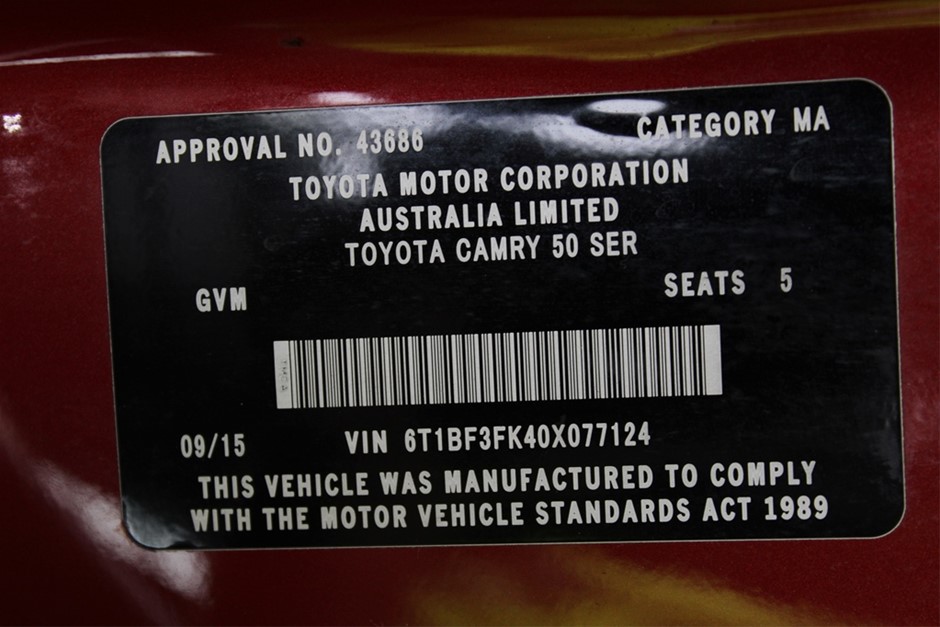 APPROVAL NO. 43686 CATEGORY MA
TOYOTA MOTOR CORPORATION
AUSTRALIA LIMITED
TOYOTA CAMRY 50 SER
GVM SEATS 5
TMCA
09/15 VIN 6T1BF3FK40X077124
THIS VEHICLE WAS MANUFACTURED TO COMPLY
WITH THE MOTOR VEHICLE STANDARDS ACT 1989